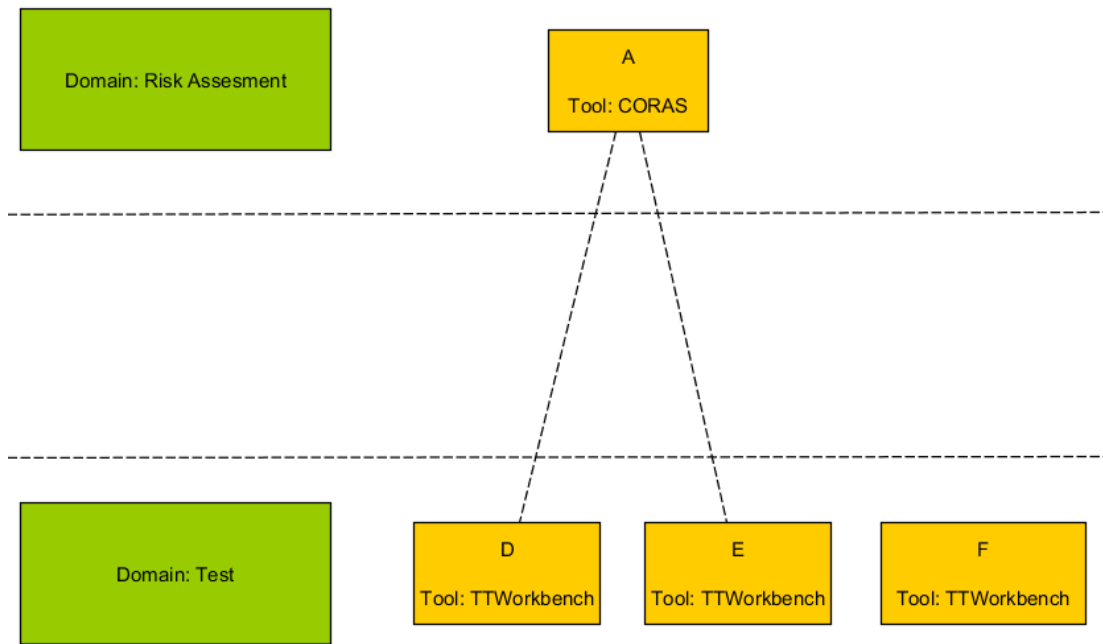 Domain: Risk Assesment
A
Tool: CORAS
Domain: Test
D
Tool: TTWorkbench
E
Tool: TTWorkbench
F
Tool: TTWorkbench